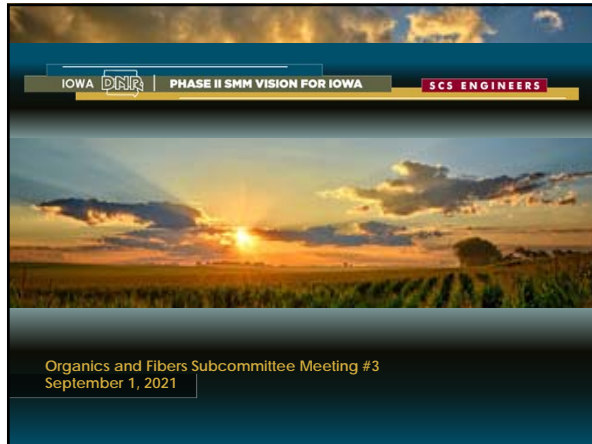 IOWA DNR | PHASE II SMM VISION FOR IOWA
SCS ENGINEERS
Organics and Fibers Subcommittee Meeting #3
September 1, 2021